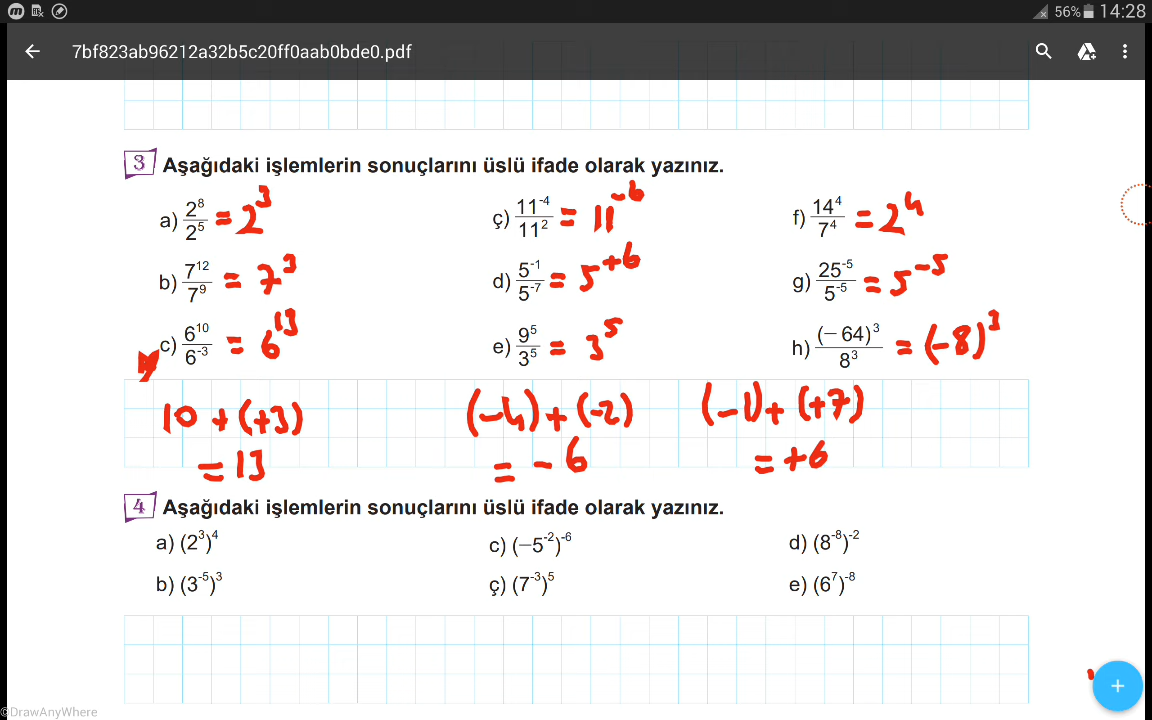 56% 14:28
7bf823ab96212a32b5c20ff0aab0bde0.pdf
3 Aşağıdaki işlemlerin sonuçlarını üslü ifade olarak yazınız.
a) 2⁸/2⁵ = 2³
ç) 11⁻⁴/11² = 11⁻⁶
f) 14⁴/7⁴ = 2⁴
b) 7¹²/7⁹ = 7³
d) 5⁻¹/5⁻⁷ = 5⁺⁶
g) 25⁻⁵/5⁻⁵ = 5⁻⁵
c) 6¹⁰/6⁻³ = 6¹³
e) 9⁵/3⁵ = 3⁵
h) (– 64)³/8³ = (-8)³
10 + (+3)
= 13
(-4) + (-2)
= -6
(-1) + (+7)
= +6
4 Aşağıdaki işlemlerin sonuçlarını üslü ifade olarak yazınız.
a) (2³)⁴
c) (–5⁻²)⁻⁶
d) (8⁻⁸)⁻²
b) (3⁻⁵)³
ç) (7⁻³)⁵
e) (6⁷)⁻⁸
©DrawAnyWhere